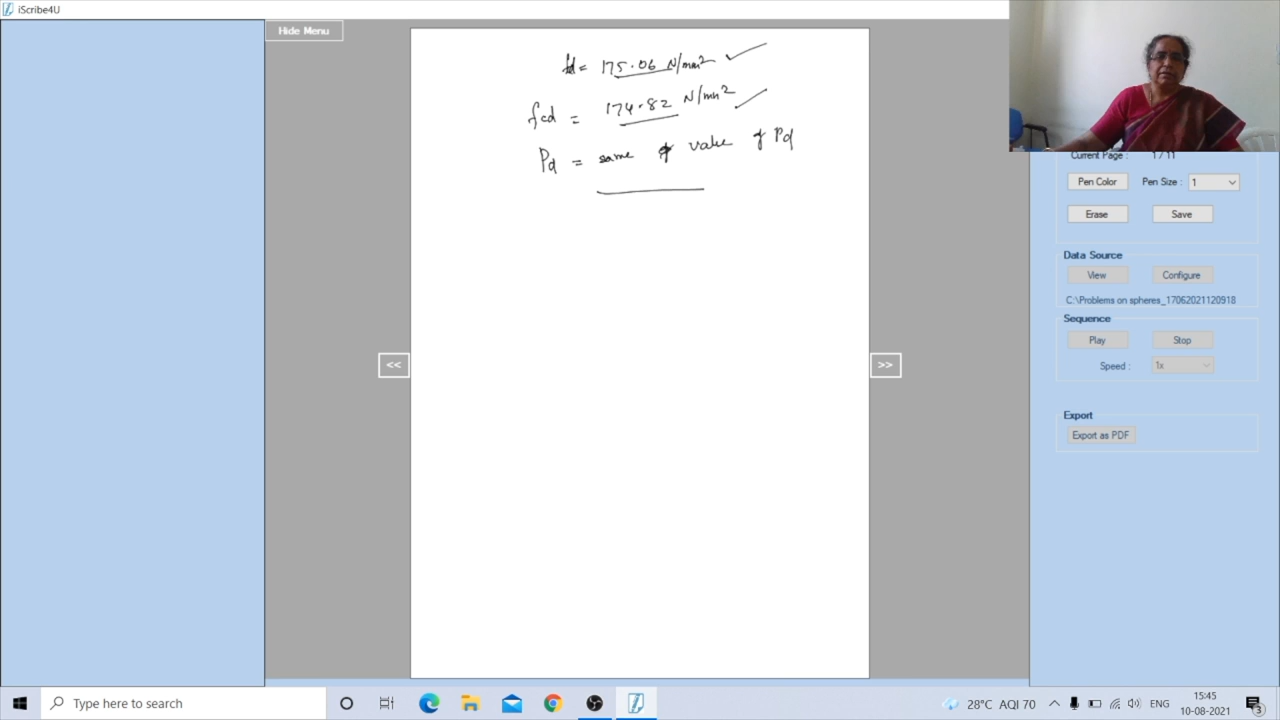 iScribe4U
Hide Menu
fd = 175.06 N/mm²
fcd = 174.82 N/mm²
Pd = same value of Pd
<<
>>
Current Page : 1 / 11
Pen Color Pen Size : 1
Erase Save
Data Source
View Configure
C:\Problems on spheres_17062021120918
Sequence
Play Stop
Speed : 1x
Export
Export as PDF
Type here to search
28°C AQI 70
ENG
15:45
10-08-2021
3